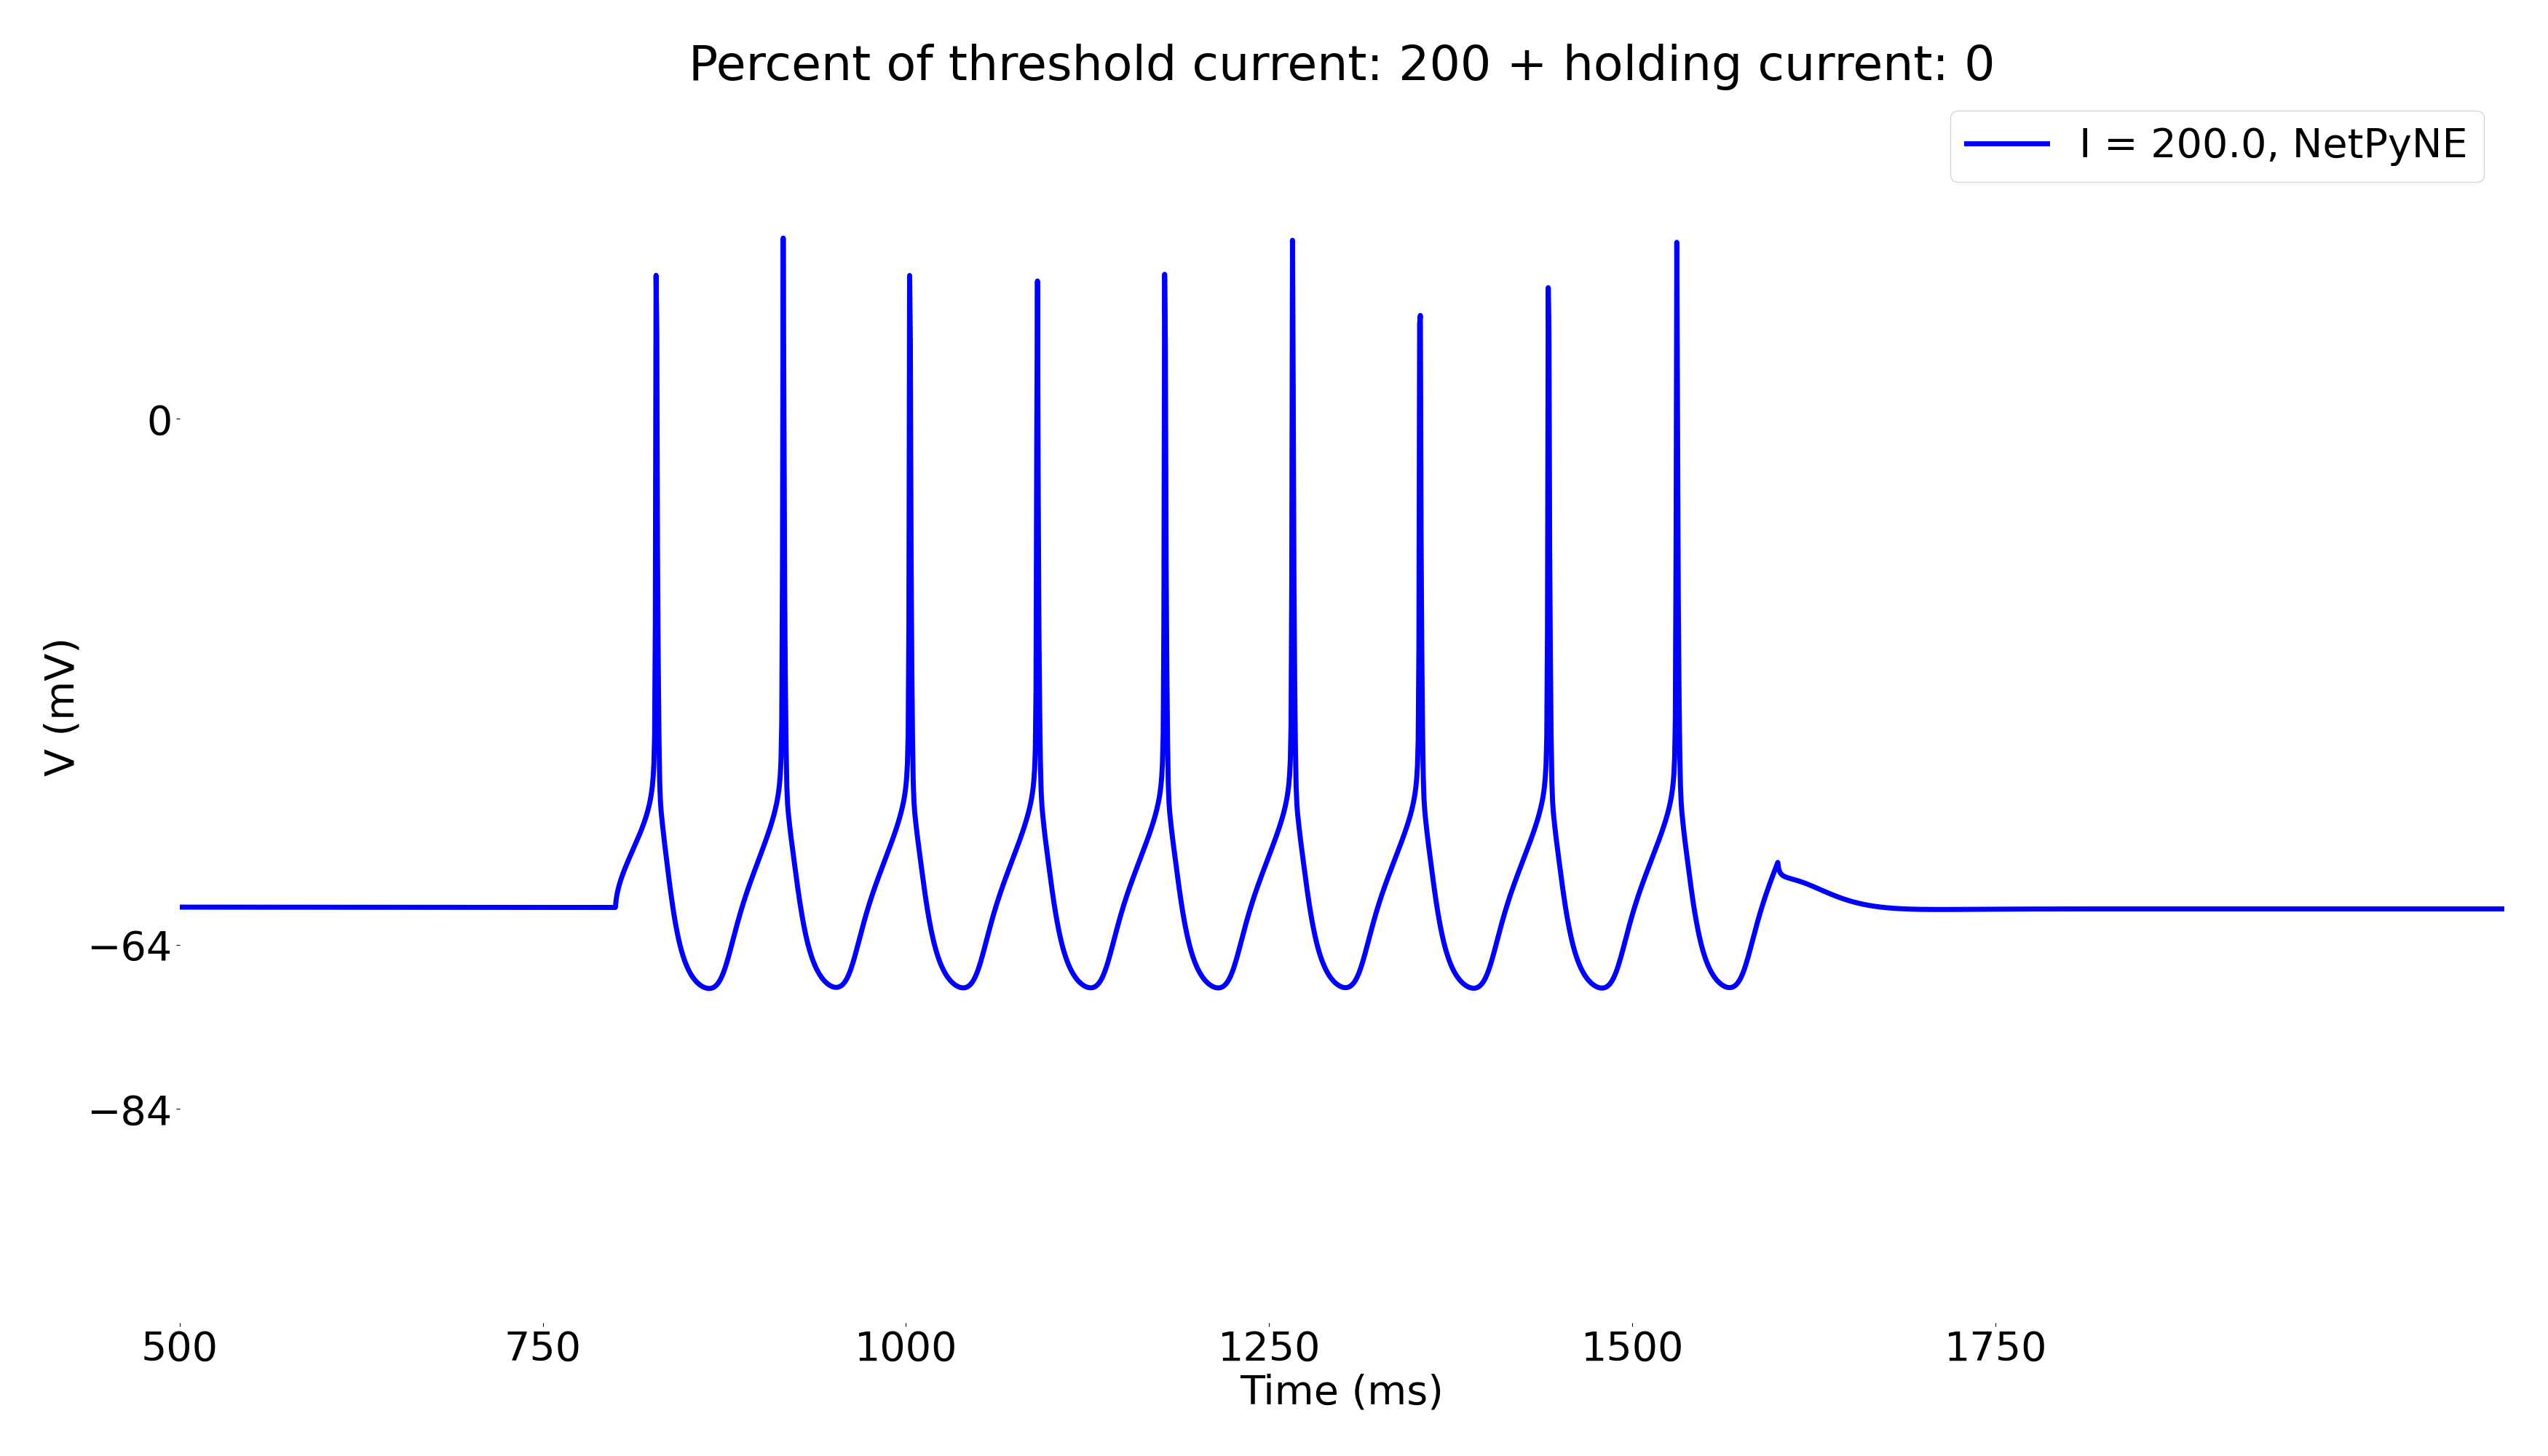 Percent of threshold current: 200 + holding current: 0
I = 200.0, NetPyNE
0
−64
−84
V (mV)
500 750 1000 1250 1500 1750
Time (ms)